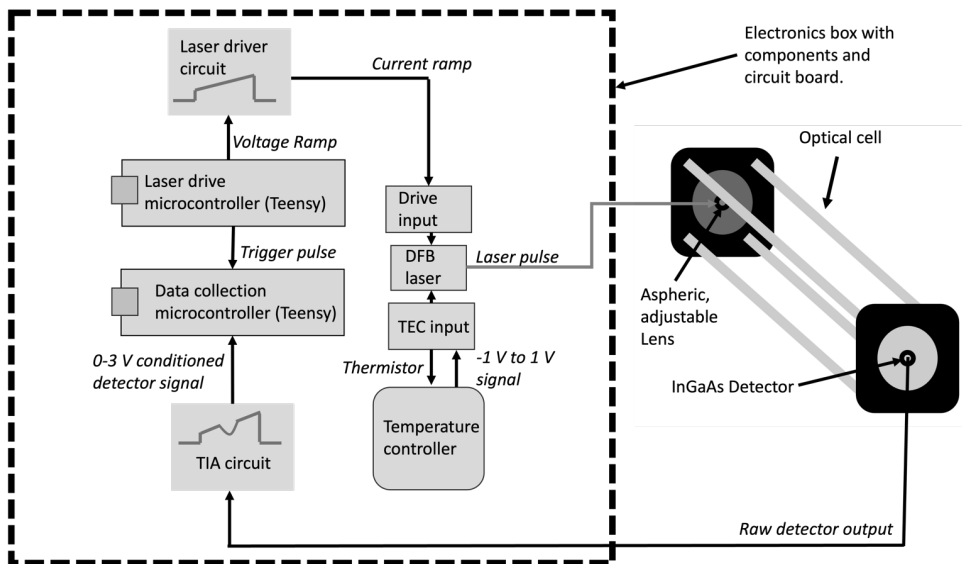 Laser driver
circuit
Current ramp
Electronics box with
components and
circuit board.
Voltage Ramp
Optical cell
Laser drive
microcontroller (Teensy)
Drive
input
Trigger pulse
DFB
laser
Laser pulse
Data collection
microcontroller (Teensy)
Aspheric,
adjustable
Lens
TEC input
0-3 V conditioned
detector signal
Thermistor
-1 V to 1 V
signal
InGaAs Detector
Temperature
controller
TIA circuit
Raw detector output